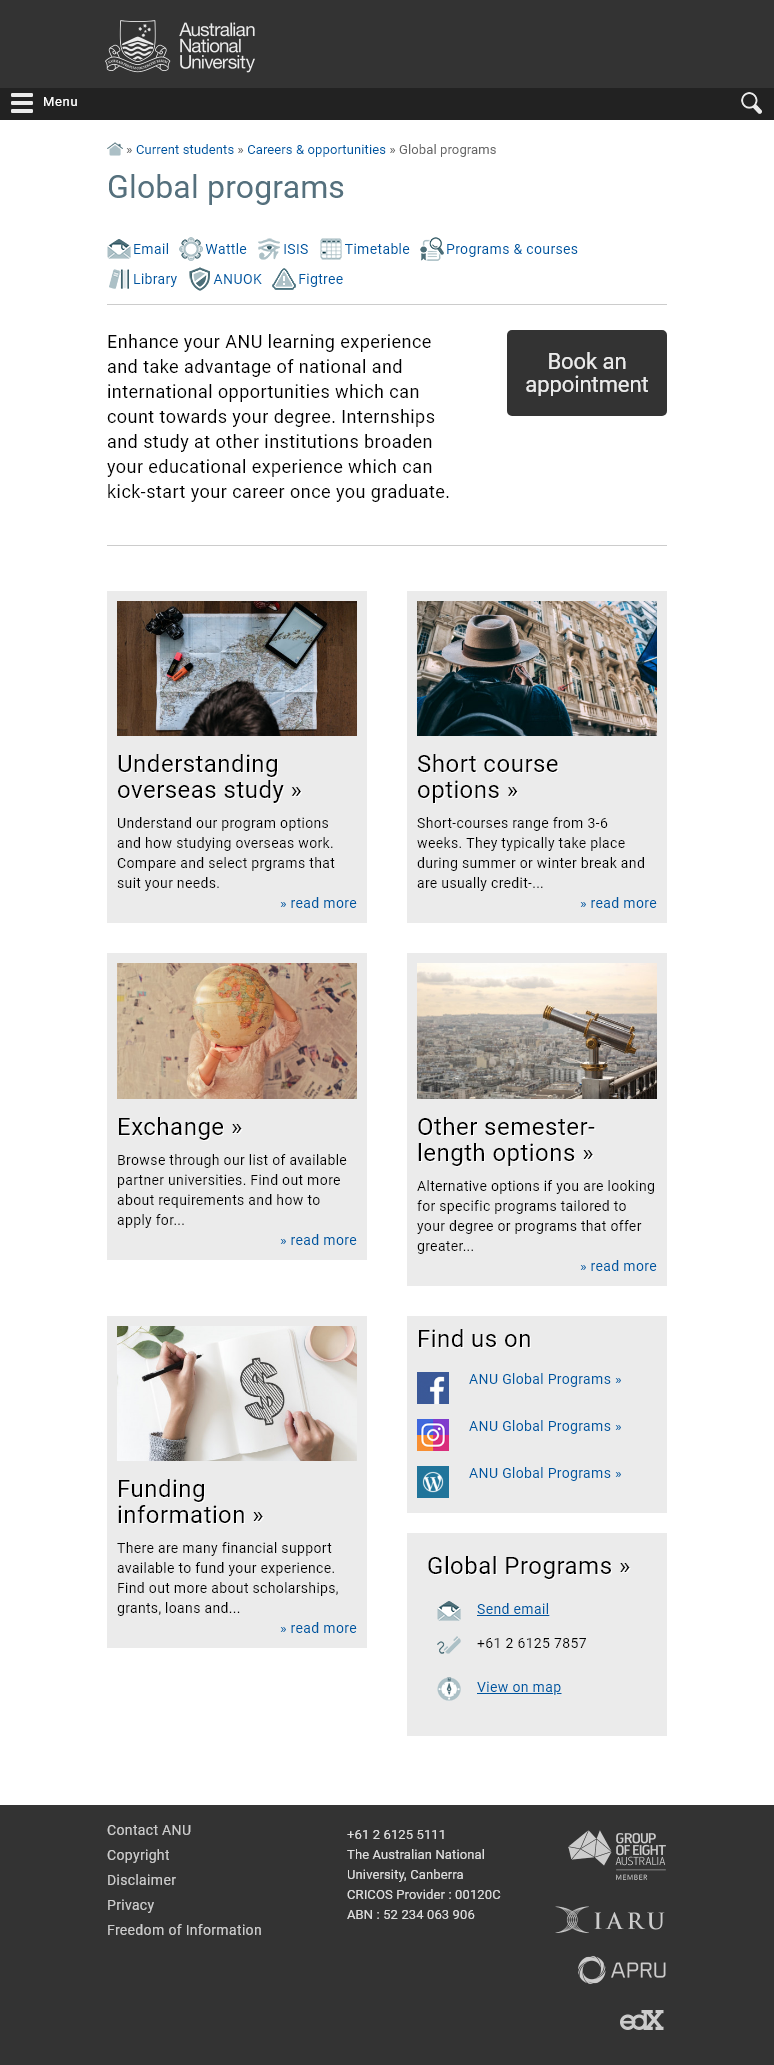 Australian
National
University
Menu
» Current students » Careers & opportunities » Global programs
Global programs
Email Wattle ISIS Timetable Programs & courses
Library ANUOK Figtree
Enhance your ANU learning experience
and take advantage of national and
international opportunities which can
count towards your degree. Internships
and study at other institutions broaden
your educational experience which can
kick-start your career once you graduate.
Book an
appointment
Understanding
overseas study »
Understand our program options
and how studying overseas work.
Compare and select prgrams that
suit your needs.
» read more
Short course
options »
Short-courses range from 3-6
weeks. They typically take place
during summer or winter break and
are usually credit-...
» read more
Exchange »
Browse through our list of available
partner universities. Find out more
about requirements and how to
apply for...
» read more
Other semester-
length options »
Alternative options if you are looking
for specific programs tailored to
your degree or programs that offer
greater...
» read more
$
Funding
information »
There are many financial support
available to fund your experience.
Find out more about scholarships,
grants, loans and...
» read more
Find us on
ANU Global Programs »
ANU Global Programs »
ANU Global Programs »
Global Programs »
Send email
+61 2 6125 7857
View on map
Contact ANU
Copyright
Disclaimer
Privacy
Freedom of Information
+61 2 6125 5111
The Australian National
University, Canberra
CRICOS Provider : 00120C
ABN : 52 234 063 906
GROUP
OF EIGHT
AUSTRALIA
MEMBER
IARU
APRU
edX